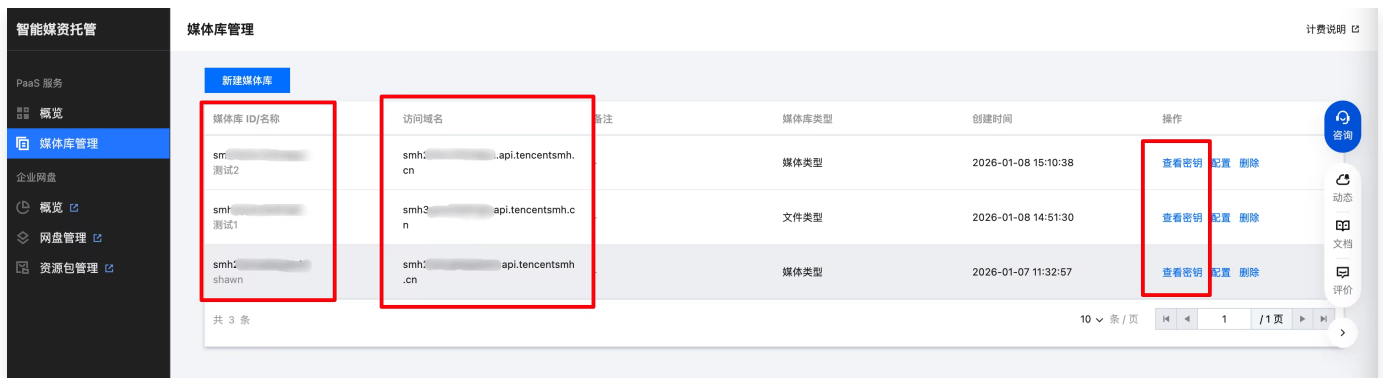 智能媒资托管
媒体库管理
计费说明
PaaS 服务
概览
媒体库管理
企业网盘
概览
网盘管理
资源包管理
新建媒体库
媒体库 ID/名称 访问域名 备注 媒体库类型 创建时间 操作
sm smh2 .api.tencentsmh.
测试2 cn
- 媒体类型 2026-01-08 15:10:38 查看密钥 配置 删除
smh smh3 api.tencentsmh.c
测试1 n
文件类型 2026-01-08 14:51:30 查看密钥 配置 删除
smh2 smh2 api.tencentsmh
shawn .cn
- 媒体类型 2026-01-07 11:32:57 查看密钥 配置 删除
共 3 条
10 条 / 页 1 / 1 页
咨询
动态
文档
评价